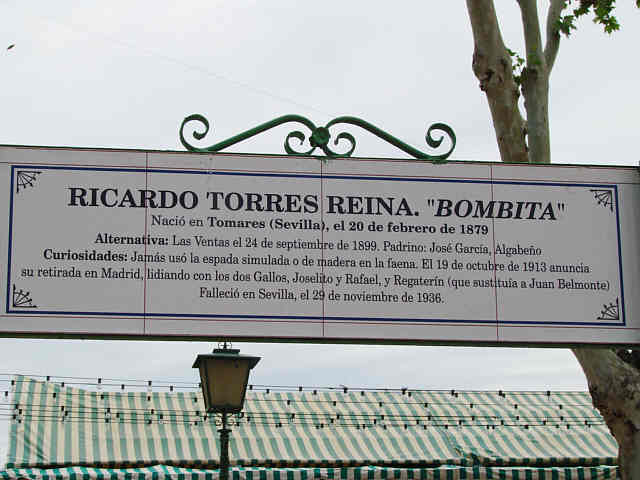 RICARDO TORRES REINA. "BOMBITA"
Nació en Tomares (Sevilla), el 20 de febrero de 1879
Alternativa: Las Ventas el 24 de septiembre de 1899. Padrino: José García, Algabeño
Curiosidades: Jamás usó la espada simulada o de madera en la faena. El 19 de octubre de 1913 anuncia
su retirada en Madrid, lidiando con los dos Gallos, Joselito y Rafael, y Regaterín (que sustituía a Juan Belmonte)
Falleció en Sevilla, el 29 de noviembre de 1936.